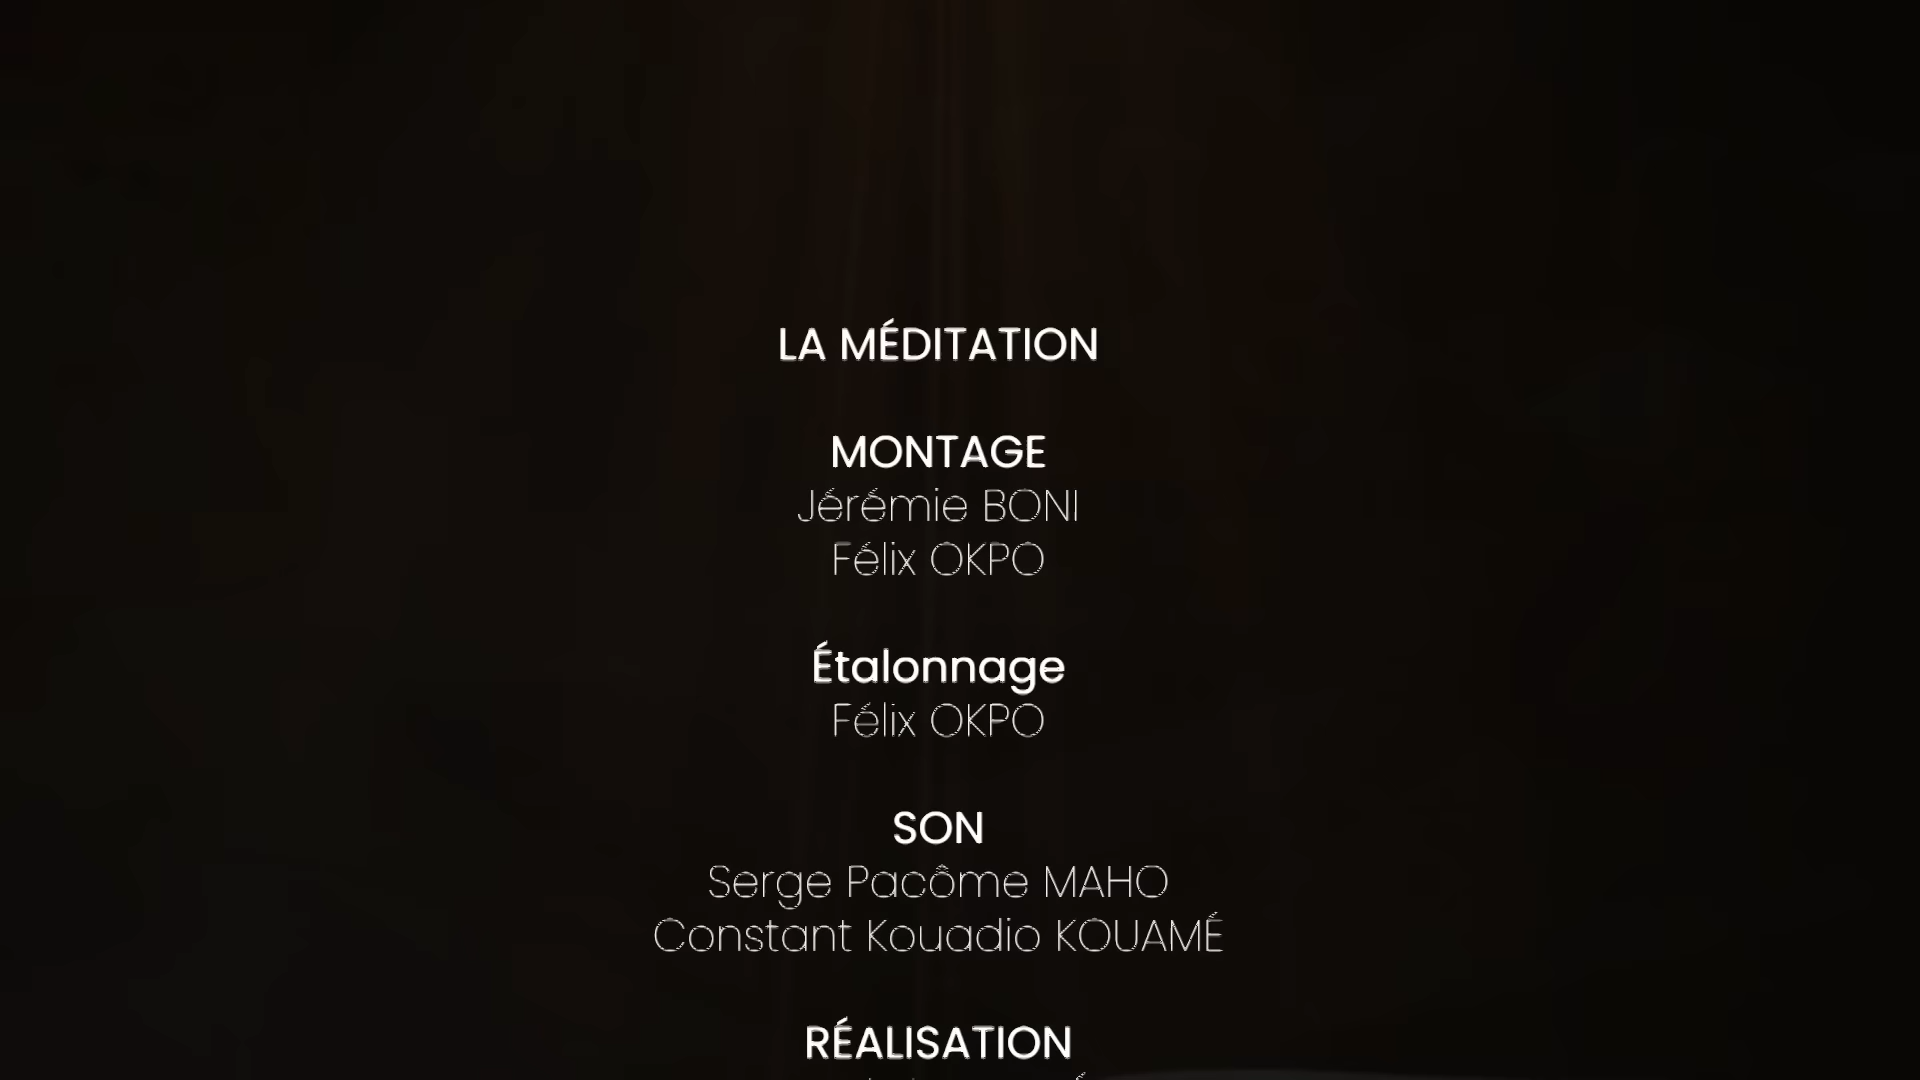 LA MÉDITATION
MONTAGE
Jérémie BONI
Félix OKPO
Étalonnage
Félix OKPO
SON
Serge Pacôme MAHO
Constant Kouadio KOUAMÉ
RÉALISATION